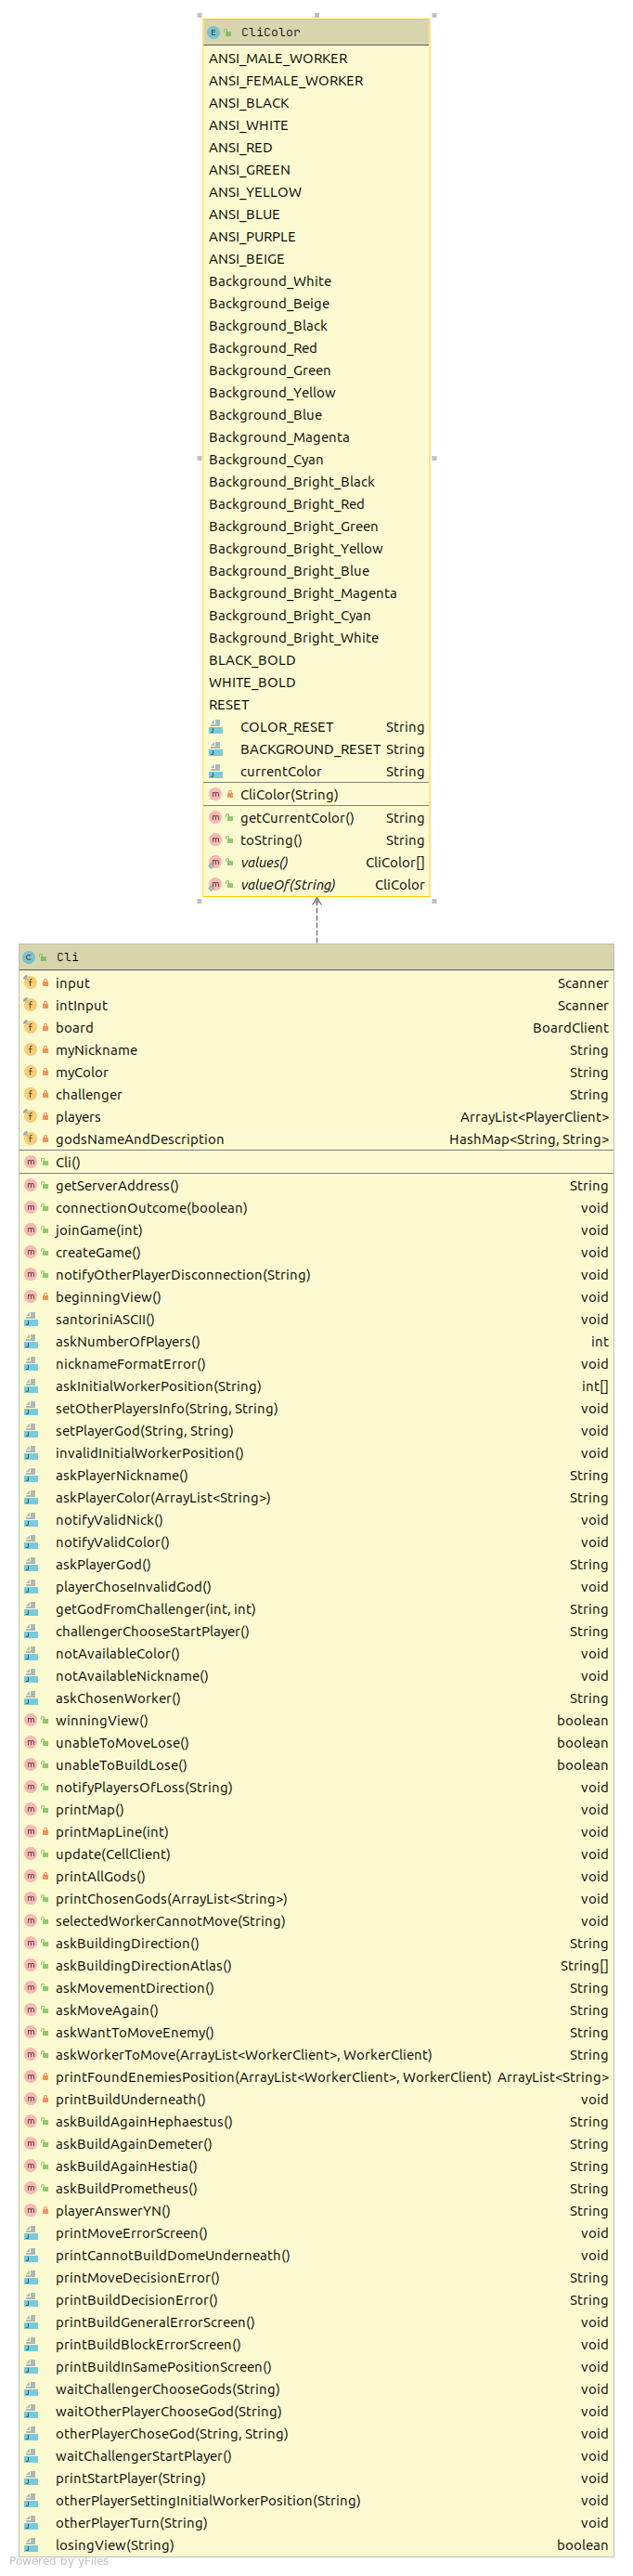 CliColor
ANSI_MALE_WORKER
ANSI_FEMALE_WORKER
ANSI_BLACK
ANSI_WHITE
ANSI_RED
ANSI_GREEN
ANSI_YELLOW
ANSI_BLUE
ANSI_PURPLE
ANSI_BEIGE
Background_White
Background_Beige
Background_Black
Background_Red
Background_Green
Background_Yellow
Background_Blue
Background_Magenta
Background_Cyan
Background_Bright_Black
Background_Bright_Red
Background_Bright_Green
Background_Bright_Yellow
Background_Bright_Blue
Background_Bright_Magenta
Background_Bright_Cyan
Background_Bright_White
BLACK_BOLD
WHITE_BOLD
RESET
COLOR_RESET String
BACKGROUND_RESET String
currentColor String
CliColor(String)
getCurrentColor() String
toString() String
values() CliColor[]
valueOf(String) CliColor
Cli
input Scanner
intInput Scanner
board BoardClient
myNickname String
myColor String
challenger String
players ArrayList<PlayerClient>
godsNameAndDescription HashMap<String, String>
Cli()
getServerAddress() String
connectionOutcome(boolean) void
joinGame(int) void
createGame() void
notifyOtherPlayerDisconnection(String) void
beginningView() void
santoriniASCII() void
askNumberOfPlayers() int
nicknameFormatError() void
askInitialWorkerPosition(String) int[]
setOtherPlayersInfo(String, String) void
setPlayerGod(String, String) void
invalidInitialWorkerPosition() void
askPlayerNickname() String
askPlayerColor(ArrayList<String>) String
notifyValidNick() void
notifyValidColor() void
askPlayerGod() String
playerChoseInvalidGod() void
getGodFromChallenger(int, int) String
challengerChooseStartPlayer() String
notAvailableColor() void
notAvailableNickname() void
askChosenWorker() String
winningView() boolean
unableToMoveLose() boolean
unableToBuildLose() boolean
notifyPlayersOfLoss(String) void
printMap() void
printMapLine(int) void
update(CellClient) void
printAllGods() void
printChosenGods(ArrayList<String>) void
selectedWorkerCannotMove(String) void
askBuildingDirection() String
askBuildingDirectionAtlas() String[]
askMovementDirection() String
askMoveAgain() String
askWantToMoveEnemy() String
askWorkerToMove(ArrayList<WorkerClient>, WorkerClient) String
printFoundEnemiesPosition(ArrayList<WorkerClient>, WorkerClient) ArrayList<String>
printBuildUnderneath() void
askBuildAgainHephaestus() String
askBuildAgainDemeter() String
askBuildAgainHestia() String
askBuildPrometheus() String
playerAnswerYN() String
printMoveErrorScreen() void
printCannotBuildDomeUnderneath() void
printMoveDecisionError() String
printBuildDecisionError() String
printBuildGeneralErrorScreen() void
printBuildBlockErrorScreen() void
printBuildInSamePositionScreen() void
waitChallengerChooseGods(String) void
waitOtherPlayerChooseGod(String) void
otherPlayerChoseGod(String, String) void
waitChallengerStartPlayer() void
printStartPlayer(String) void
otherPlayerSettingInitialWorkerPosition(String) void
otherPlayerTurn(String) void
losingView(String) boolean
Powered by yFiles